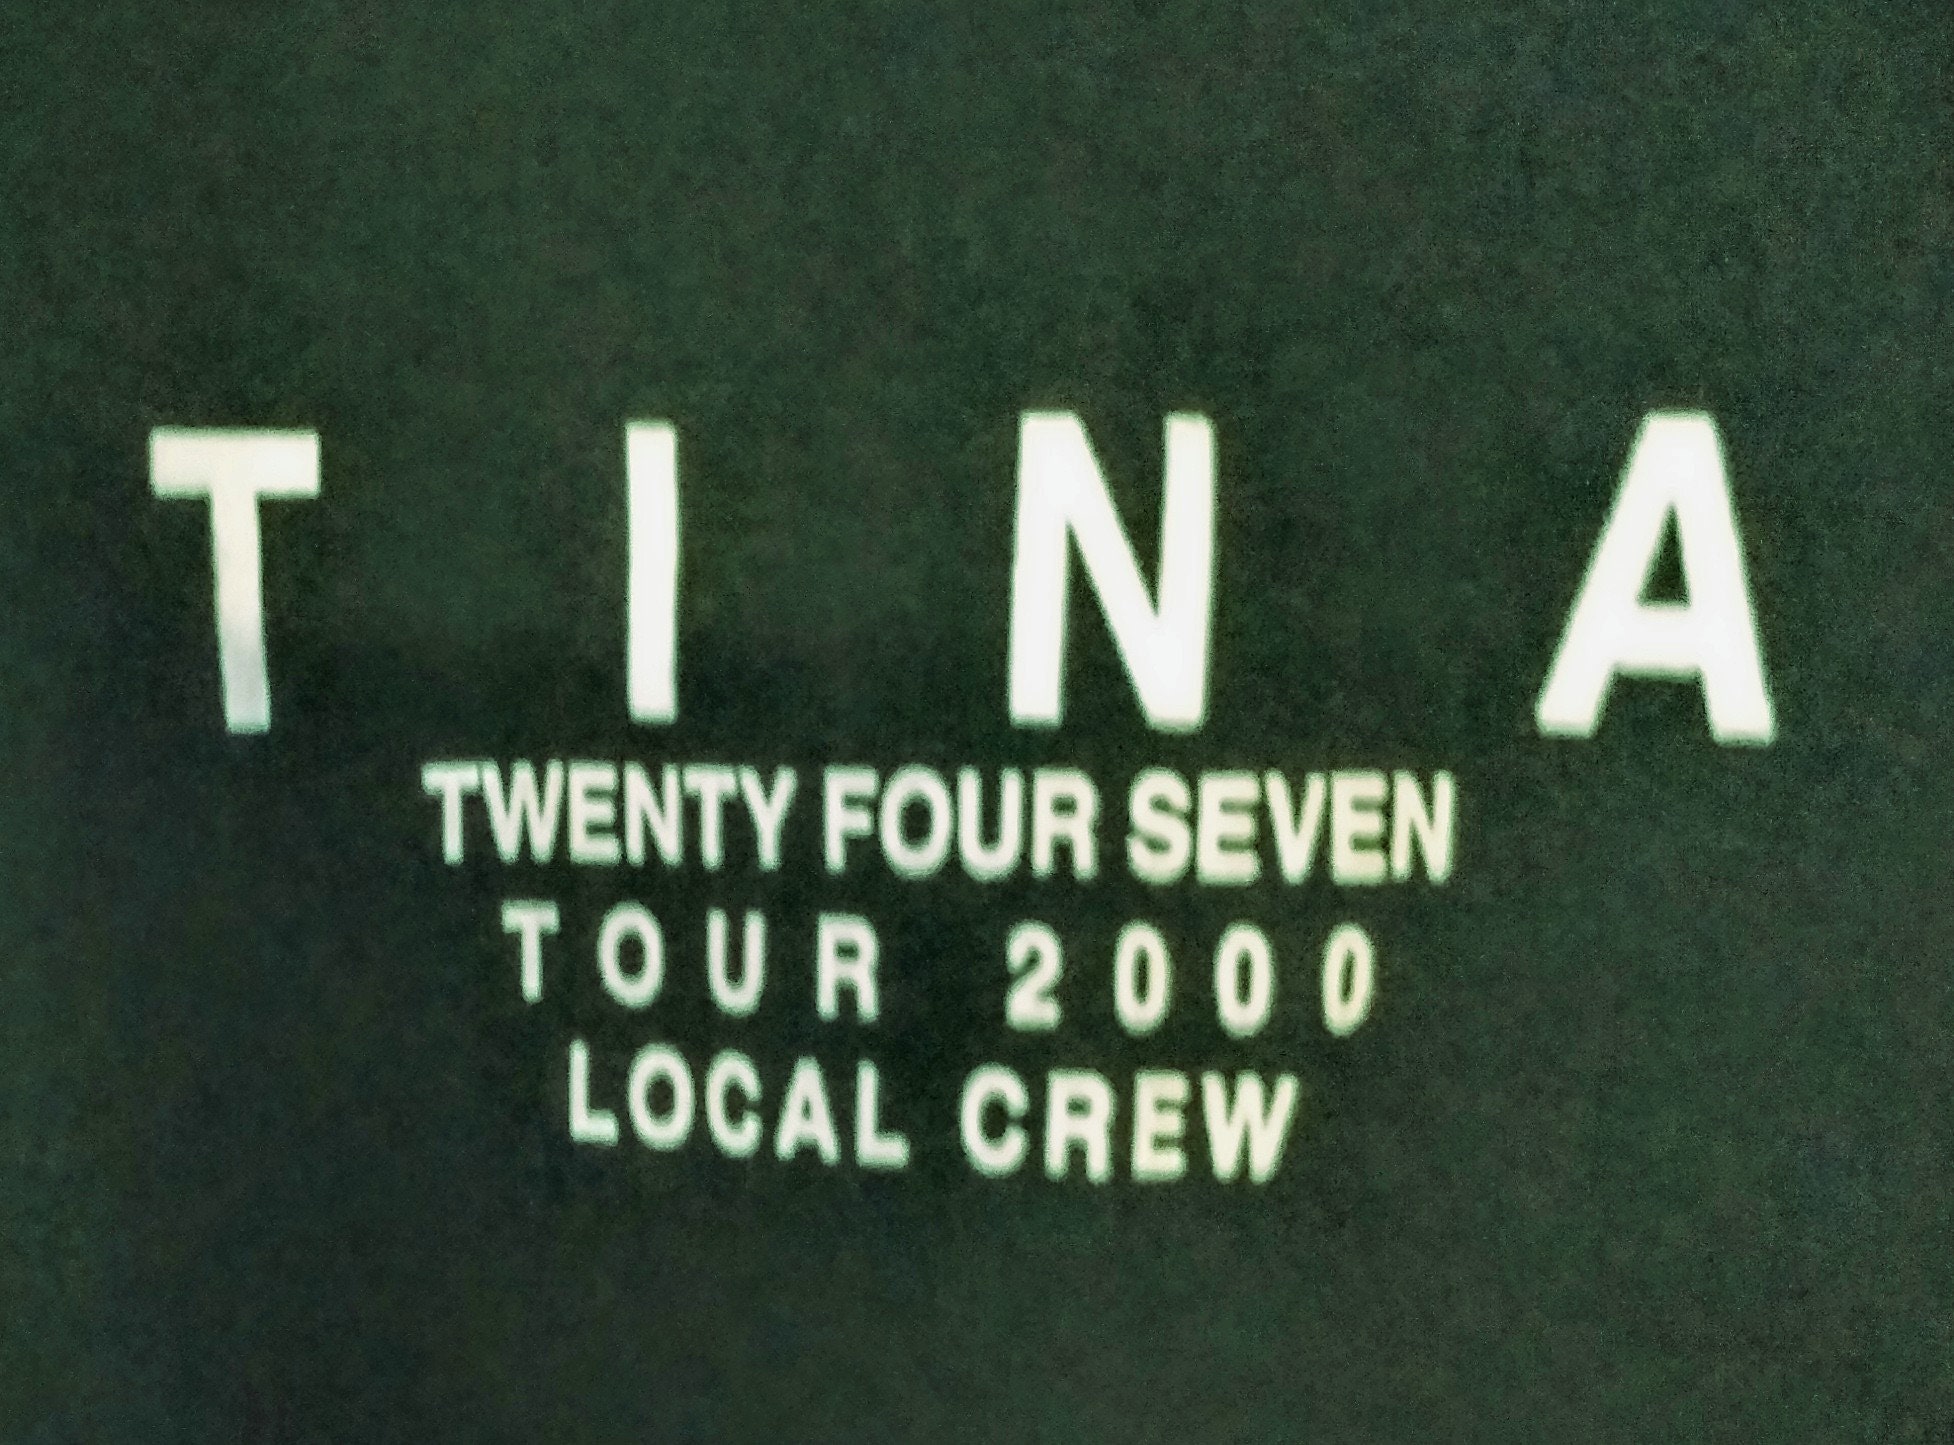 TINA
TWENTY FOUR SEVEN
TOUR 2000
LOCAL CREW